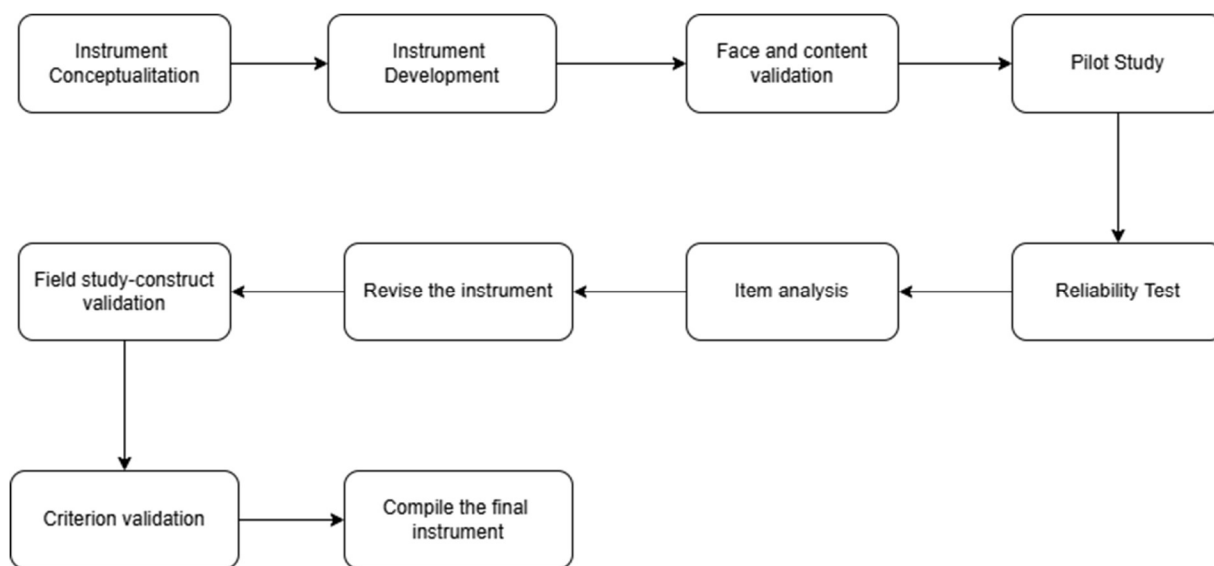 Instrument
Conceptualitation
Instrument
Development
Face and content
validation
Pilot Study
Reliability Test
Item analysis
Revise the instrument
Field study-construct
validation
Criterion validation
Compile the final
instrument